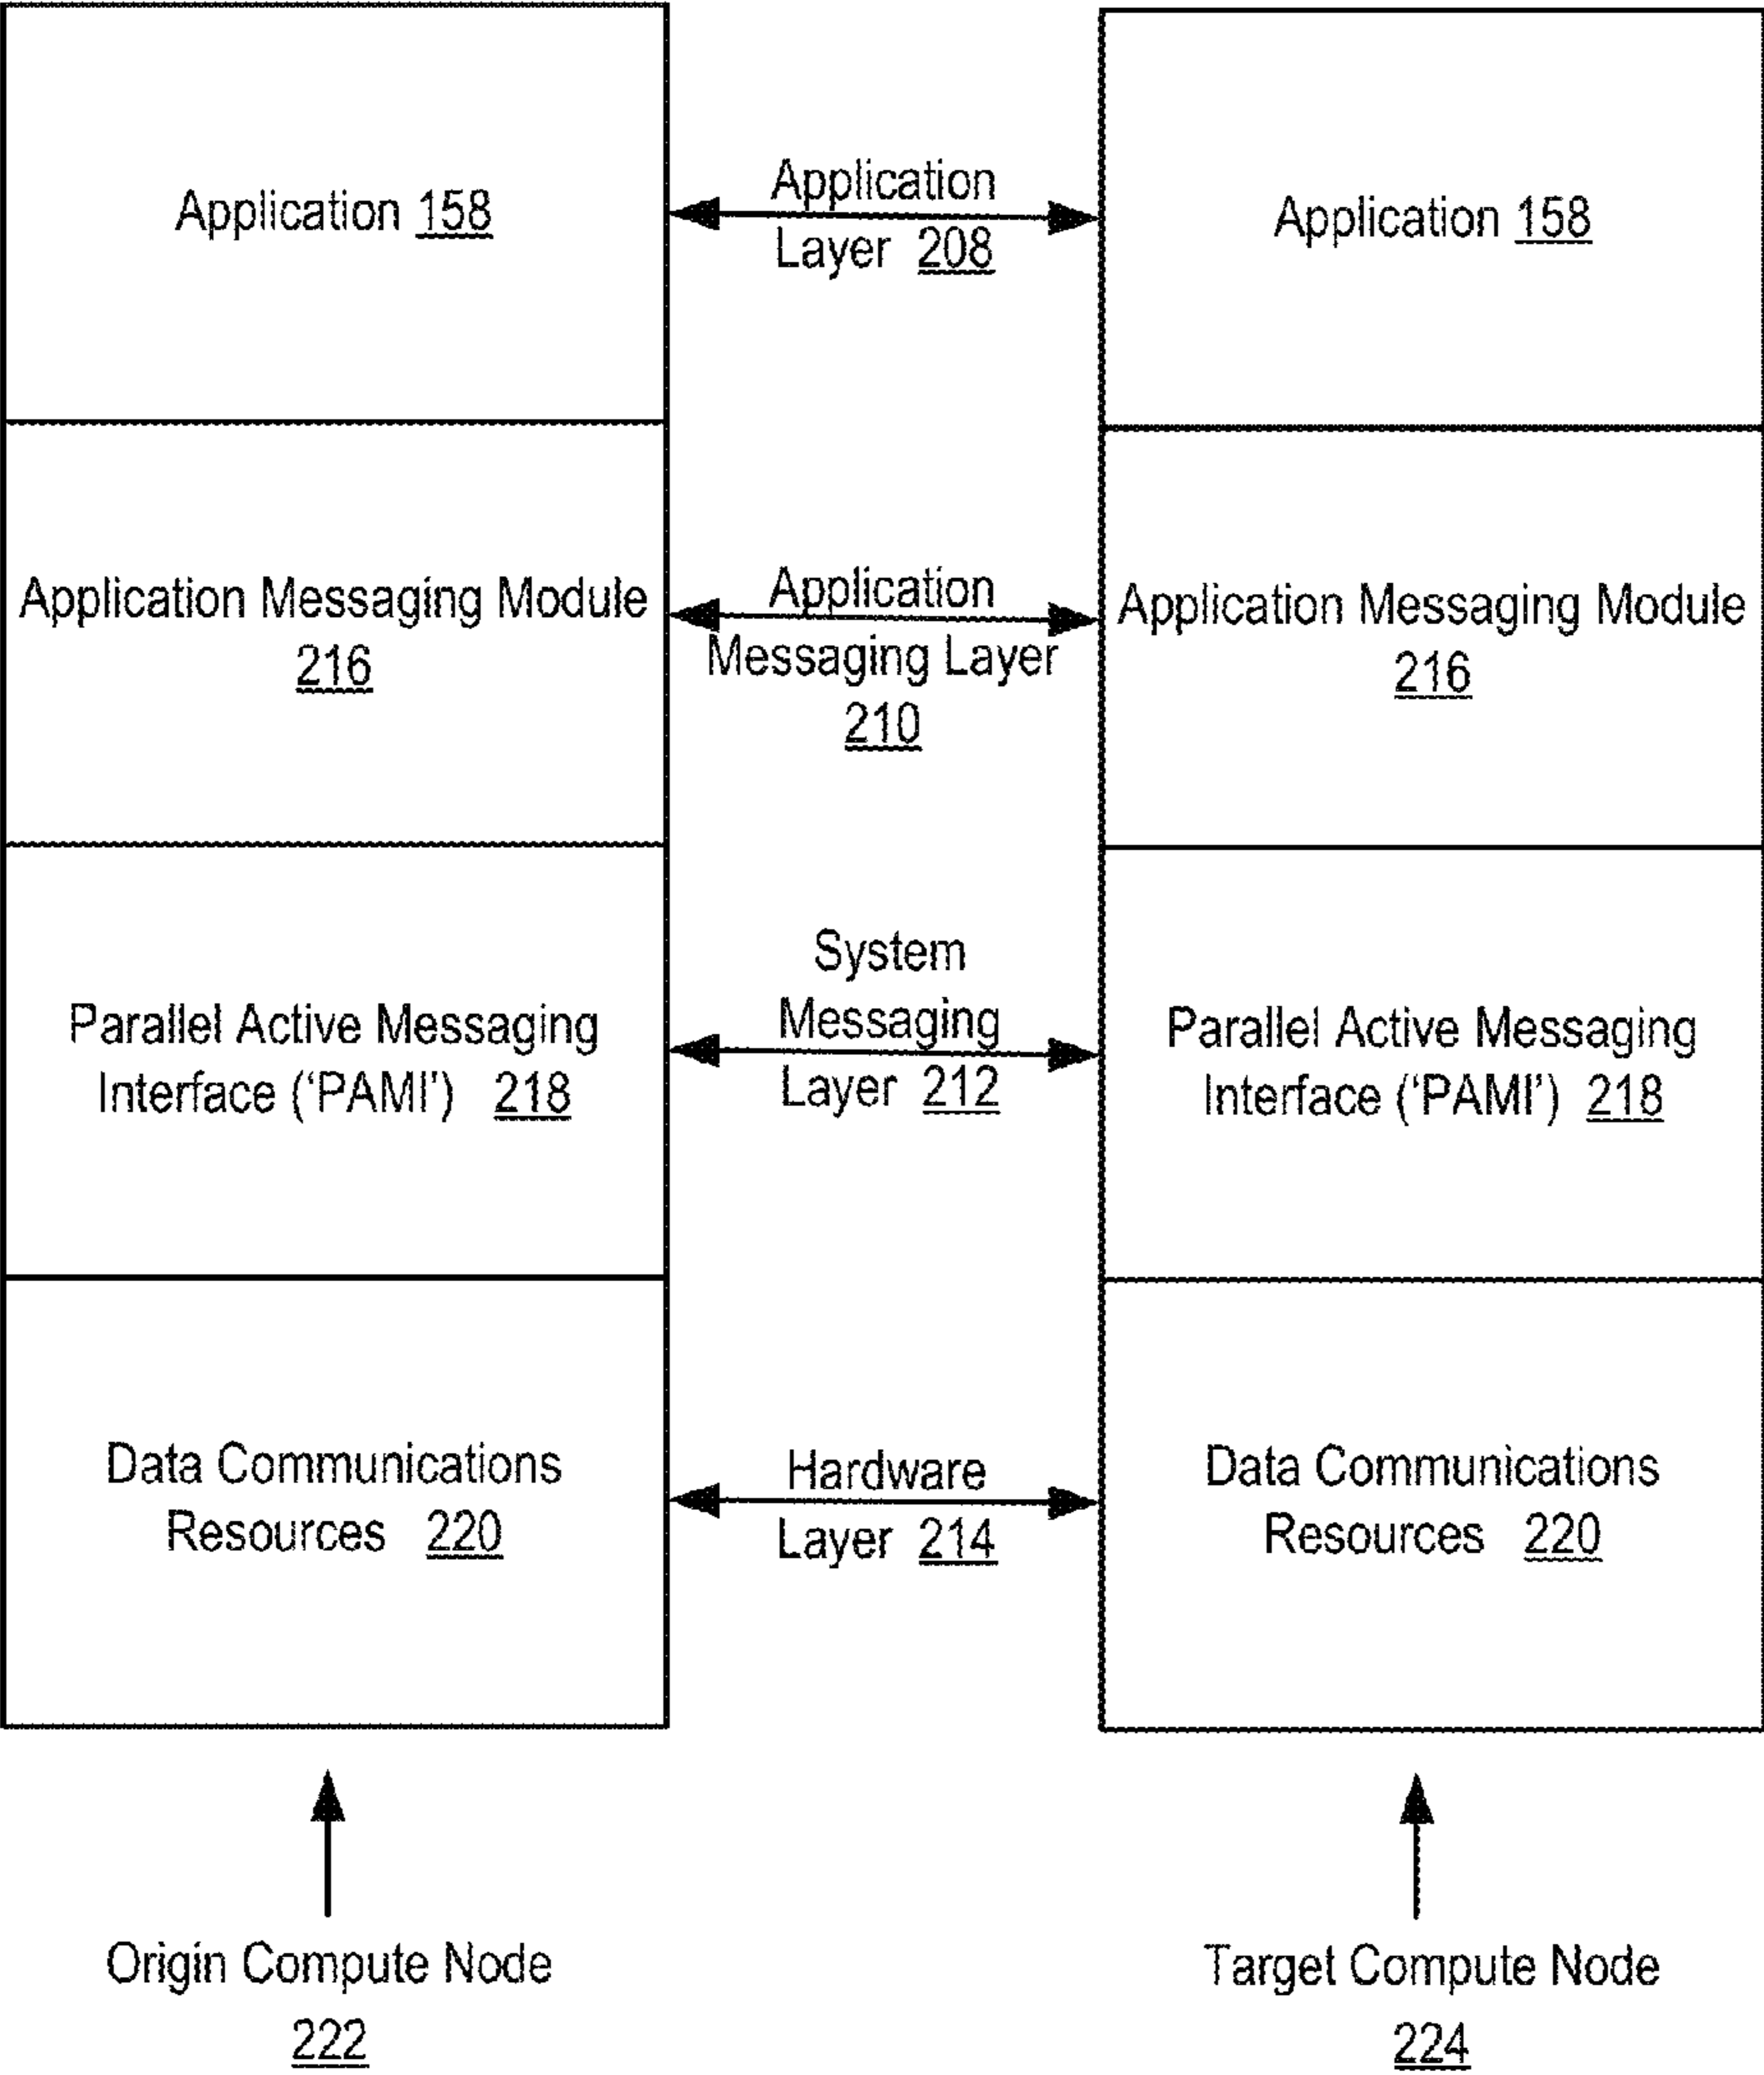 Application 158
Application
Layer 208
Application 158
Application Messaging Module
216
Application
Messaging Layer
210
Application Messaging Module
216
Parallel Active Messaging
Interface (‘PAMI’) 218
System
Messaging
Layer 212
Parallel Active Messaging
Interface (‘PAMI’) 218
Data Communications
Resources 220
Hardware
Layer 214
Data Communications
Resources 220
Origin Compute Node
222
Target Compute Node
224